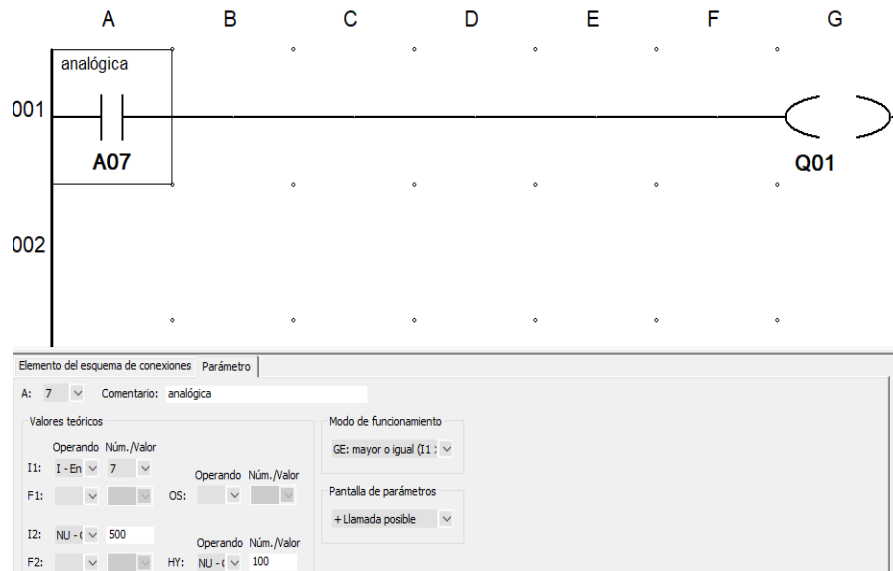 A B C D E F G
analógica
001
A07 Q01
002
Elemento del esquema de conexiones Parámetro
A: 7 Comentario: analógica
Valores teóricos Modo de funcionamiento
Operando Núm./Valor GE: mayor o igual (I1 >
I1: I - En 7 Operando Núm./Valor
F1: OS: Pantalla de parámetros
+ Llamada posible
I2: NU - ( 500 Operando Núm./Valor
F2: HY: NU - ( 100